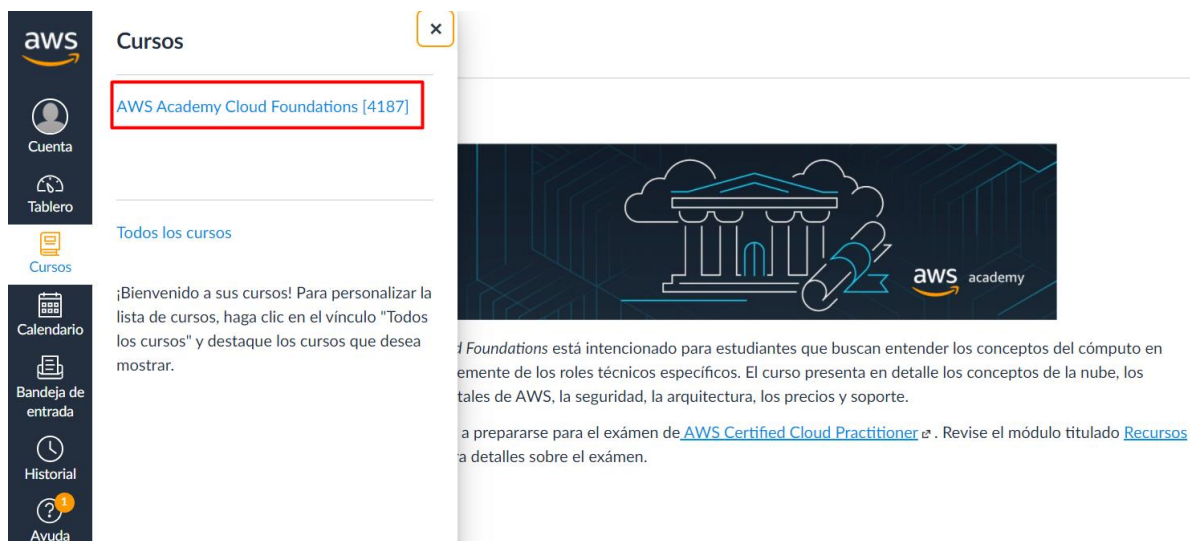 aws
Cuenta
Tablero
Cursos
Calendario
Bandeja de
entrada
Historial
1
Ayuda
Cursos
×
AWS Academy Cloud Foundations [4187]
Todos los cursos
¡Bienvenido a sus cursos! Para personalizar la
lista de cursos, haga clic en el vínculo "Todos
los cursos" y destaque los cursos que desea
mostrar.
aws academy
Foundations está intencionado para estudiantes que buscan entender los conceptos del cómputo en
emente de los roles técnicos específicos. El curso presenta en detalle los conceptos de la nube, los
tales de AWS, la seguridad, la arquitectura, los precios y soporte.
a prepararse para el exámen de AWS Certified Cloud Practitioner . Revise el módulo titulado Recursos
a detalles sobre el exámen.